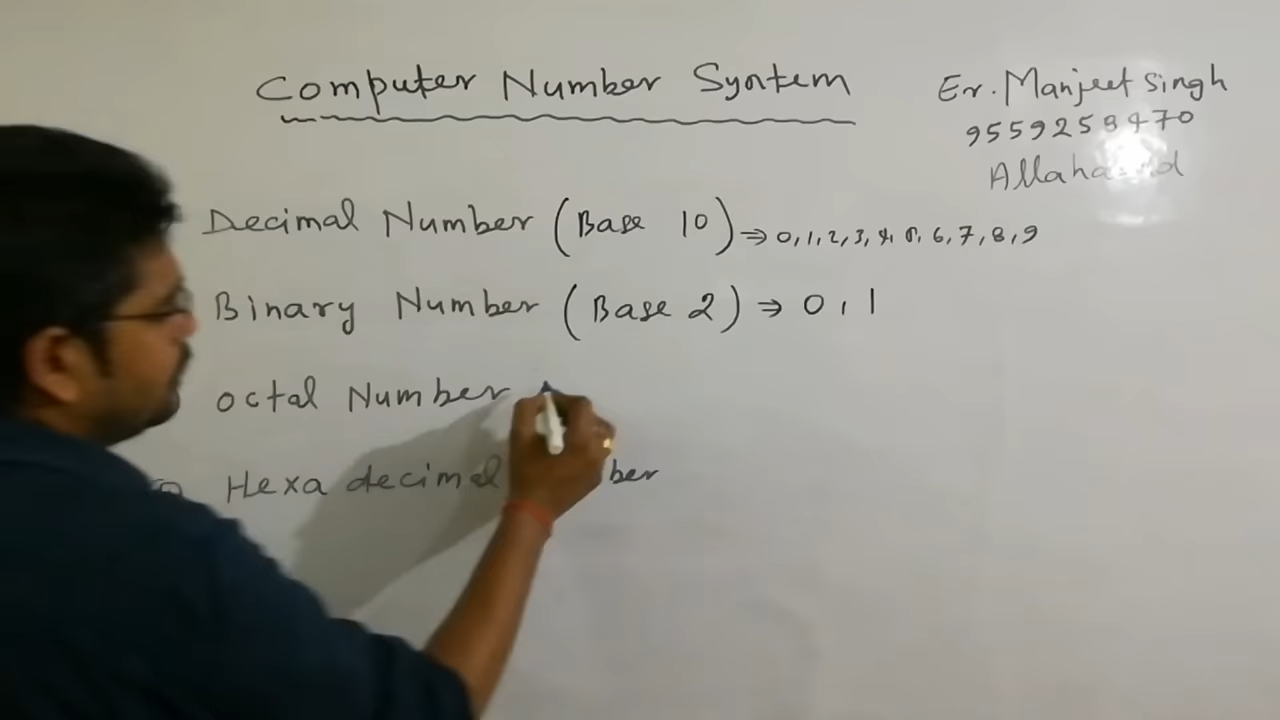 Computer Number System
Er. Manjeet Singh
9559258470
Decimal Number (Base 10) ⇒ 0, 1, 2, 3, 4, 5, 6, 7, 8, 9
Binary Number (Base 2) ⇒ 0, 1
Octal Number
Hexa decimal